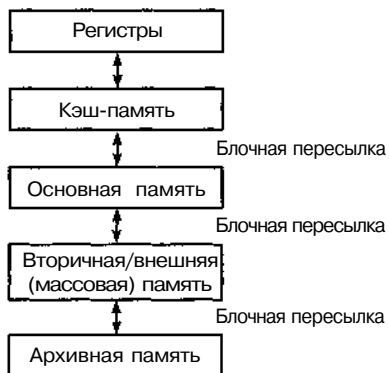 Регистры
Кэш-память
Блочная пересылка
Основная память
Блочная пересылка
Вторичная/внешняя
(массовая) память
Блочная пересылка
Архивная память